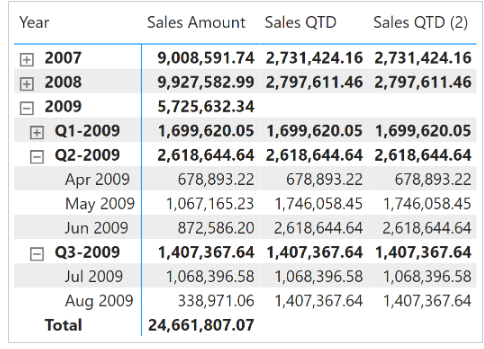 Year Sales Amount Sales QTD Sales QTD (2)
2007 9,008,591.74 2,731,424.16 2,731,424.16
2008 9,927,582.99 2,797,611.46 2,797,611.46
2009 5,725,632.34
Q1-2009 1,699,620.05 1,699,620.05 1,699,620.05
Q2-2009 2,618,644.64 2,618,644.64 2,618,644.64
Apr 2009 678,893.22 678,893.22 678,893.22
May 2009 1,067,165.23 1,746,058.45 1,746,058.45
Jun 2009 872,586.20 2,618,644.64 2,618,644.64
Q3-2009 1,407,367.64 1,407,367.64 1,407,367.64
Jul 2009 1,068,396.58 1,068,396.58 1,068,396.58
Aug 2009 338,971.06 1,407,367.64 1,407,367.64
Total 24,661,807.07